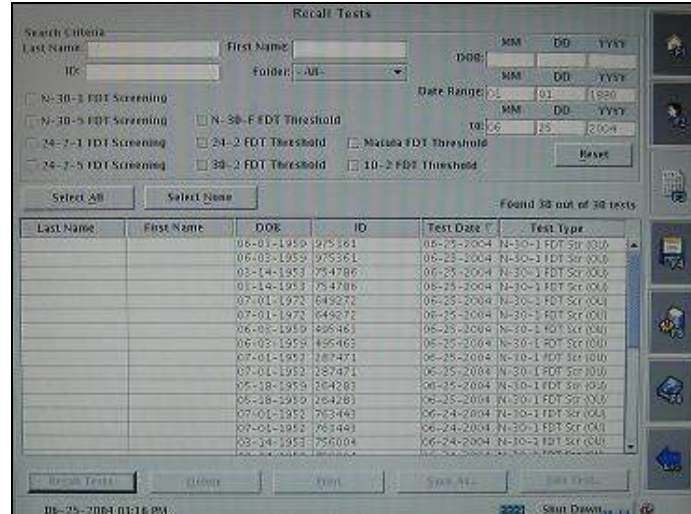 Recall Tests
Search Criteria
Last Name: First Name: DOB: MM DD YYYY
ID: Folder: -All- MM DD YYYY
Date Range: 01 01 1880
N-30-1 FDT Screening MM DD YYYY
N-30-5 FDT Screening N-30-F FDT Threshold to: 06 25 2004
24-2-1 FDT Screening 24-2 FDT Threshold Macula FDT Threshold
24-2-5 FDT Screening 30-2 FDT Threshold 10-2 FDT Threshold Reset
Select All Select None Found 38 out of 38 tests
Last Name First Name DOB ID Test Date Test Type
06-03-1959 975361 06-25-2004 N-30-1 FDT Scr (OU)
06-03-1959 975361 06-25-2004 N-30-1 FDT Scr (OU)
03-14-1953 754786 06-25-2004 N-30-1 FDT Scr (OU)
03-14-1953 754786 06-25-2004 N-30-1 FDT Scr (OU)
07-01-1972 649272 06-25-2004 N-30-1 FDT Scr (OU)
07-01-1972 649272 06-25-2004 N-30-1 FDT Scr (OU)
06-03-1959 495463 06-25-2004 N-30-1 FDT Scr (OU)
06-03-1959 495463 06-25-2004 N-30-1 FDT Scr (OU)
07-01-1952 287471 06-25-2004 N-30-1 FDT Scr (OU)
07-01-1952 287471 06-25-2004 N-30-1 FDT Scr (OU)
05-18-1959 264283 06-25-2004 N-30-1 FDT Scr (OU)
05-18-1959 264283 06-25-2004 N-30-1 FDT Scr (OU)
07-01-1952 763443 06-24-2004 N-30-1 FDT Scr (OU)
07-01-1952 763443 06-24-2004 N-30-1 FDT Scr (OU)
03-14-1953 756004 06-24-2004 N-30-1 FDT Scr (OU)
Recall Tests Delete Print Save As... Edit Test...
06-25-2004 01:16 PM Shut Down